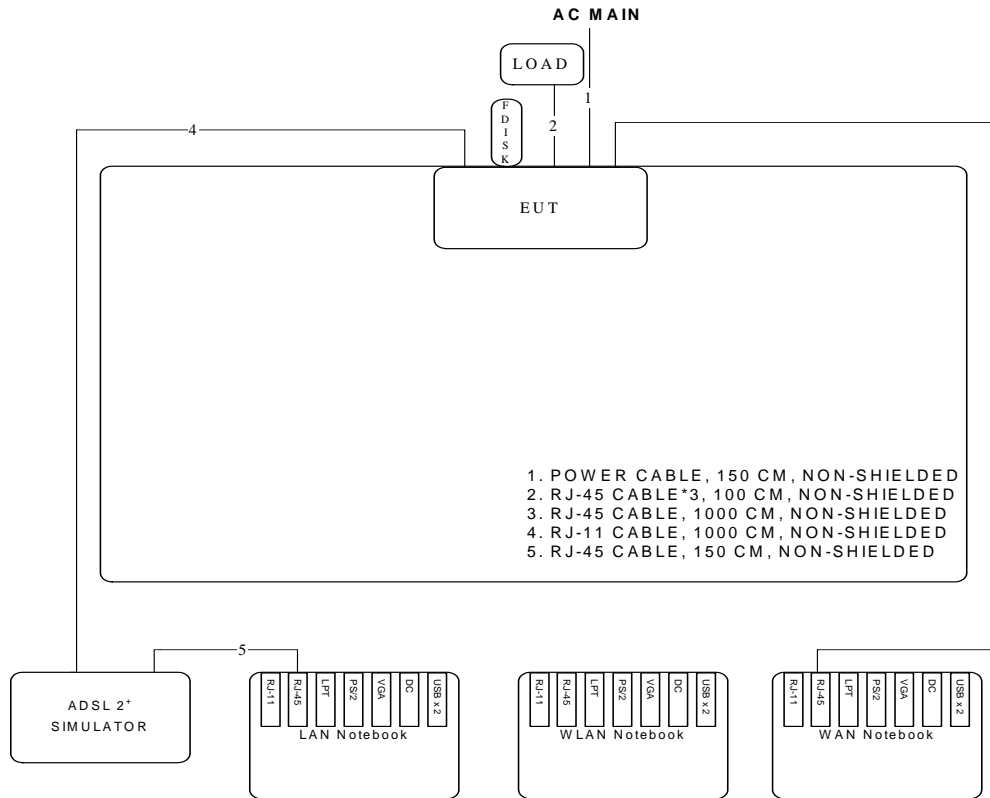 AC MAIN
LOAD
1
FDISK
2
4
EUT
1. POWER CABLE, 150 CM, NON-SHIELDED
2. RJ-45 CABLE*3, 100 CM, NON-SHIELDED
3. RJ-45 CABLE, 1000 CM, NON-SHIELDED
4. RJ-11 CABLE, 1000 CM, NON-SHIELDED
5. RJ-45 CABLE, 150 CM, NON-SHIELDED
5
ADSL 2+
SIMULATOR
RJ-11
RJ-45
LPT
PS/2
VGA
DC
USB x 2
LAN Notebook
RJ-11
RJ-45
LPT
PS/2
VGA
DC
USB x 2
WLAN Notebook
RJ-11
RJ-45
LPT
PS/2
VGA
DC
USB x 2
WAN Notebook